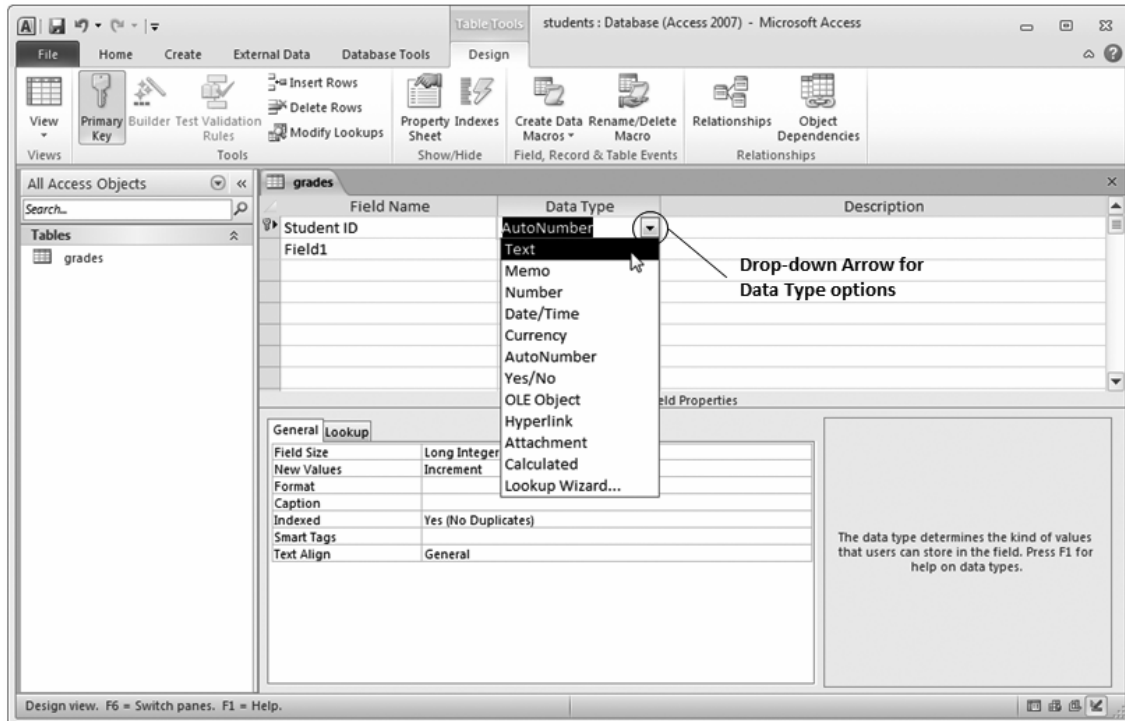 students : Database (Access 2007) - Microsoft Access
Table Tools
File Home Create External Data Database Tools Design
Insert Rows
Delete Rows
Modify Lookups
View
Primary Key
Builder
Test Validation Rules
Property Sheet
Indexes
Create Data Macros
Rename/Delete Macro
Relationships
Object Dependencies
Views Tools Show/Hide Field, Record & Table Events Relationships
All Access Objects
Search...
Tables
grades
grades
Field Name Data Type Description
Student ID AutoNumber
Field1
Text
Memo
Number
Date/Time
Currency
AutoNumber
Yes/No
OLE Object
Hyperlink
Attachment
Calculated
Lookup Wizard...
Drop-down Arrow for
Data Type options
Properties
General Lookup
Field Size Long Integer
New Values Increment
Format
Caption
Indexed Yes (No Duplicates)
Smart Tags
Text Align General
The data type determines the kind of values
that users can store in the field. Press F1 for
help on data types.
Design view. F6 = Switch panes. F1 = Help.